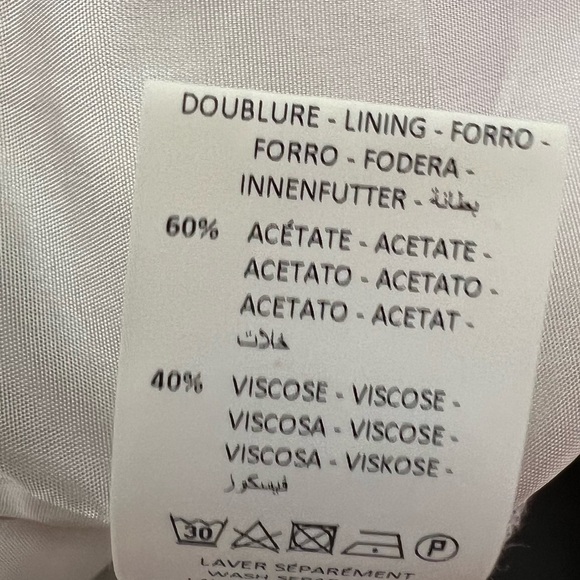 DOUBLURE - LINING - FORRO -
FORRO - FODERA -
INNENFUTTER - بطانة
60% ACÉTATE - ACETATE -
ACETATO - ACETATO -
ACETATO - ACETAT -
خلات
40% VISCOSE - VISCOSE -
VISCOSA - VISCOSE -
VISCOSA - VISKOSE -
فيسكوز
30 P
LAVER SÉPARÉMENT
WASH